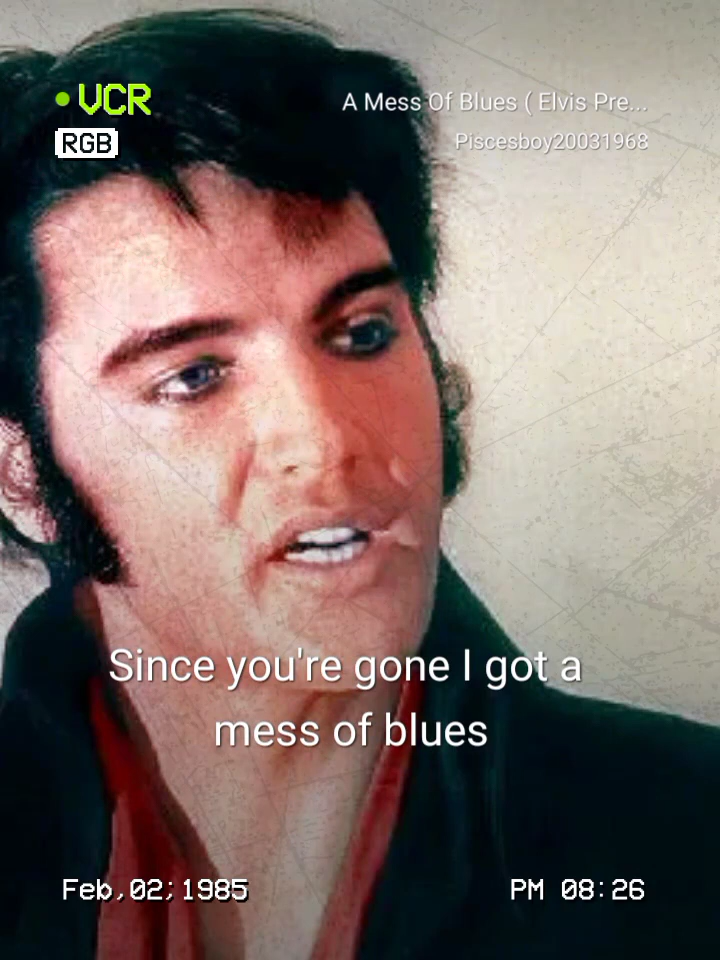 VCR
A Mess Of Blues ( Elvis Pre...
RGB
Piscesboy20031968
Since you're gone I got a
mess of blues
Feb,02;1985
PM 08:26